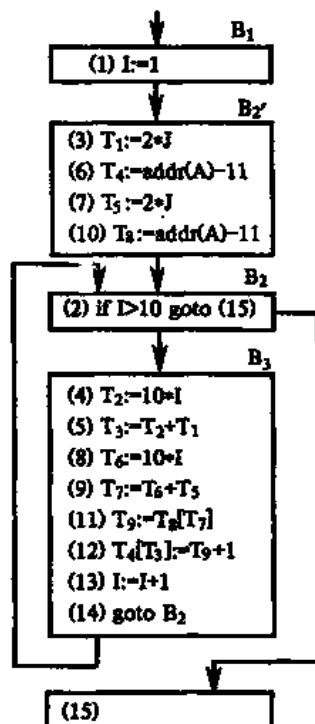 B₁
(1) I:=1
B₂'
(3) T₁:=2*J
(6) T₄:=addr(A)-11
(7) T₅:=2*J
(10) T₈:=addr(A)-11
B₂
(2) if I>10 goto (15)
B₃
(4) T₂:=10*I
(5) T₃:=T₂+T₁
(8) T₆:=10*I
(9) T₇:=T₆+T₅
(11) T₉:=T₈[T₇]
(12) T₄[T₃]:=T₉+1
(13) I:=I+1
(14) goto B₂
(15)